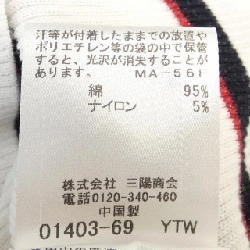 汗等が付着したままでの放置や
ポリエチレン等の袋の中で保管
すると、光沢が消失することが
あります。 MA-561
綿 95%
ナイロン 5%
株式会社 三陽商会
電話0120-340-460
中国製
01403-69 YTW